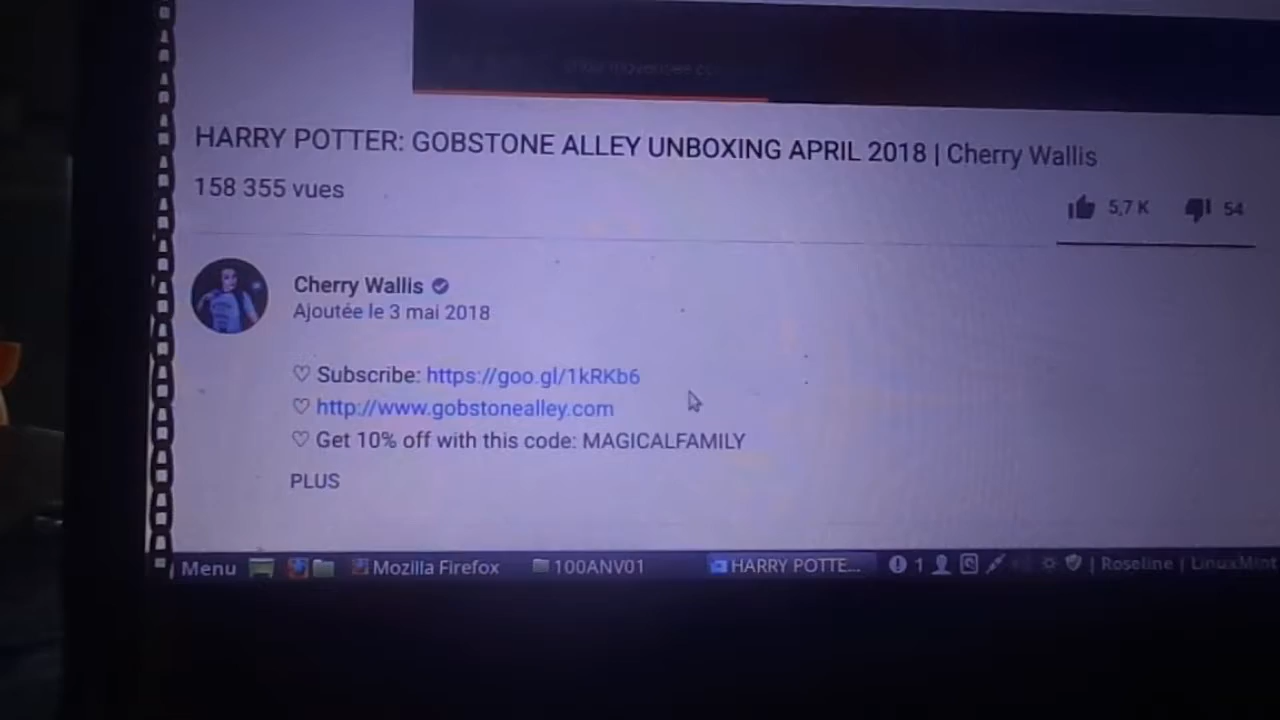 HARRY POTTER: GOBSTONE ALLEY UNBOXING APRIL 2018 | Cherry Wallis
158 355 vues
5,7 K 54
Cherry Wallis
Ajoutée le 3 mai 2018
♡ Subscribe: https://goo.gl/1kRKb6
♡ http://www.gobstonealley.com
♡ Get 10% off with this code: MAGICALFAMILY
PLUS
Menu Mozilla Firefox 100ANV01 HARRY POTTE... 1 | Roseline | LinuxMint